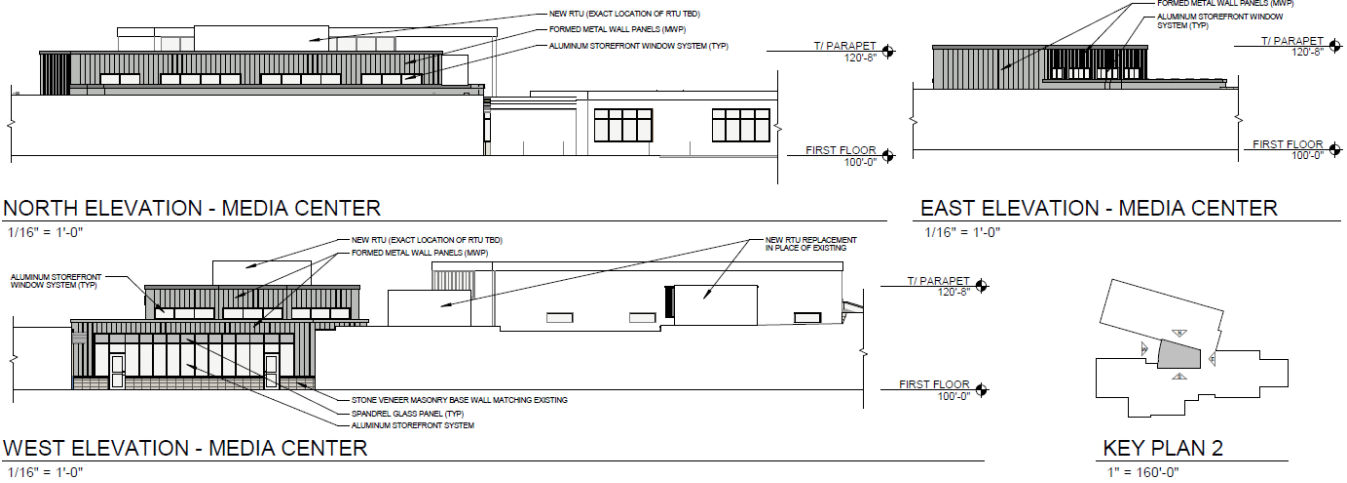 NEW RTU (EXACT LOCATION OF RTU TBD)
FORMED METAL WALL PANELS (MWP)
ALUMINUM STOREFRONT WINDOW SYSTEM (TYP)
T/ PARAPET
120'-8"
FIRST FLOOR
100'-0"
NORTH ELEVATION - MEDIA CENTER
1/16" = 1'-0"
FORMED METAL WALL PANELS (MWP)
ALUMINUM STOREFRONT WINDOW
SYSTEM (TYP)
T/ PARAPET
120'-8"
FIRST FLOOR
100'-0"
EAST ELEVATION - MEDIA CENTER
1/16" = 1'-0"
NEW RTU (EXACT LOCATION OF RTU TBD)
FORMED METAL WALL PANELS (MWP)
ALUMINUM STOREFRONT
WINDOW SYSTEM (TYP)
NEW RTU REPLACEMENT
IN PLACE OF EXISTING
T/ PARAPET
120'-8"
FIRST FLOOR
100'-0"
STONE VENEER MASONRY BASE WALL MATCHING EXISTING
SPANDREL GLASS PANEL (TYP)
ALUMINUM STOREFRONT SYSTEM
WEST ELEVATION - MEDIA CENTER
1/16" = 1'-0"
KEY PLAN 2
1" = 160'-0"